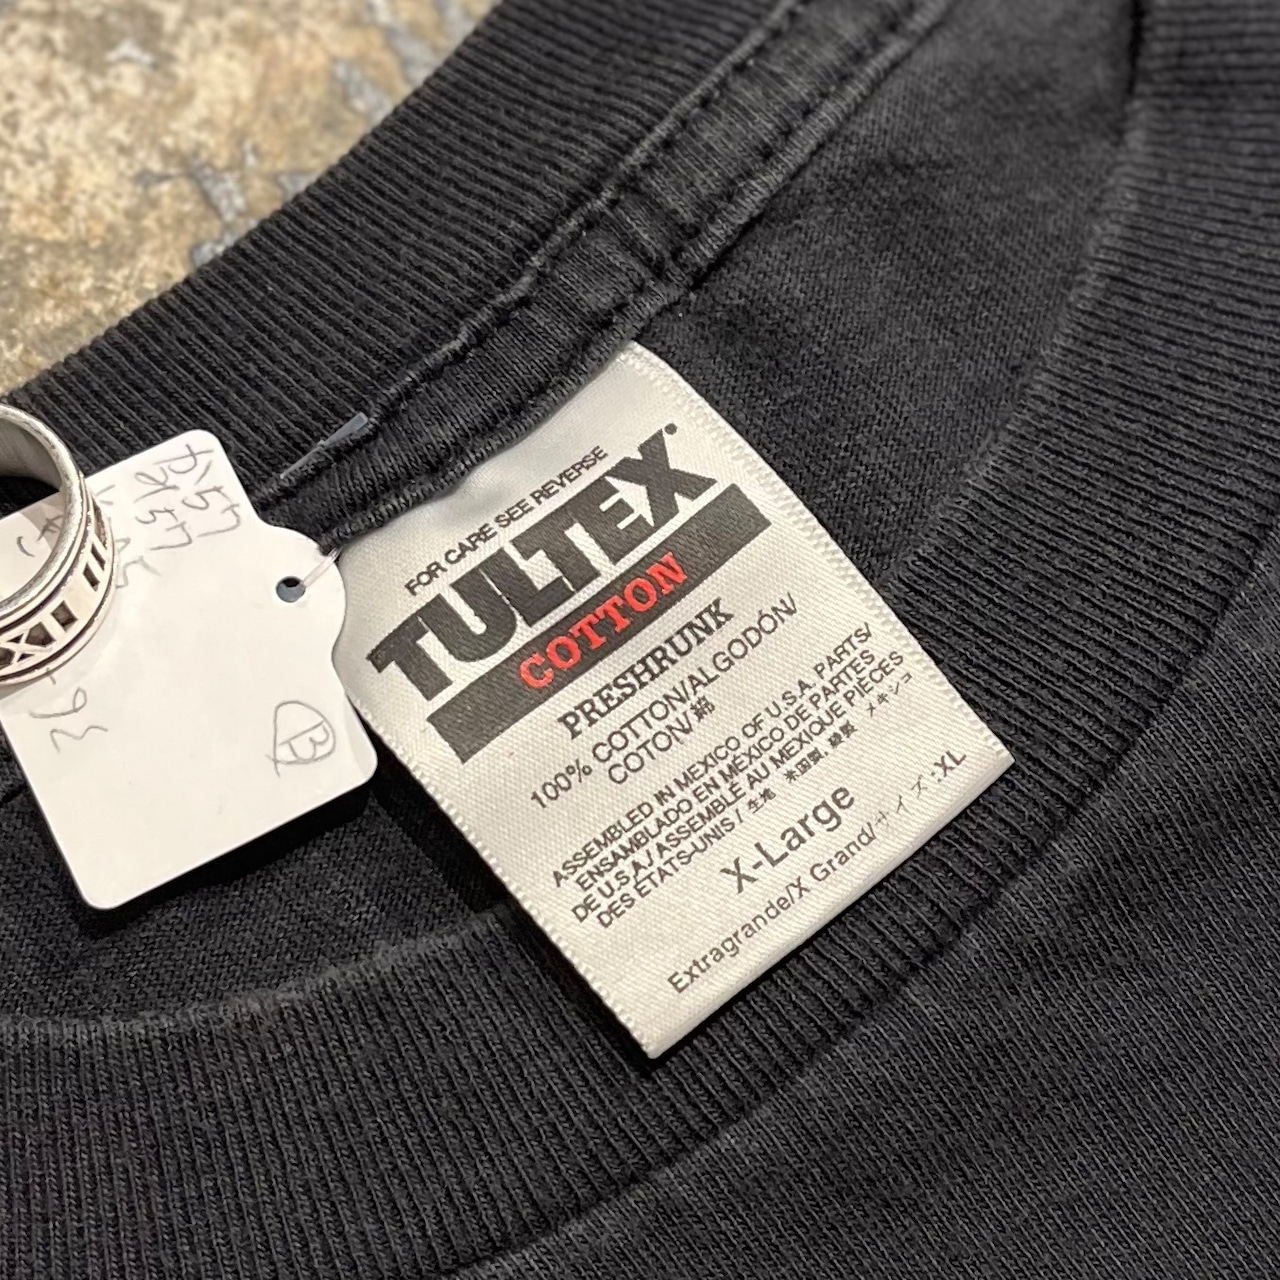 FOR CARE SEE REVERSE
TULTEX
COTTON
PRESHRUNK
100% COTTON/ALGODÓN/
COTON/綿
ASSEMBLED IN MEXICO OF U.S.A. PARTS/
ENSAMBLADO EN MÉXICO DE PARTES
DE U.S.A./ ASSEMBLÉ AU MEXIQUE PIÈCES
DES ÉTATS-UNIS / 生地 米国製、縫製 メキシコ
X-Large
Extragrande/X Grand/サイズ:XL
XII
B